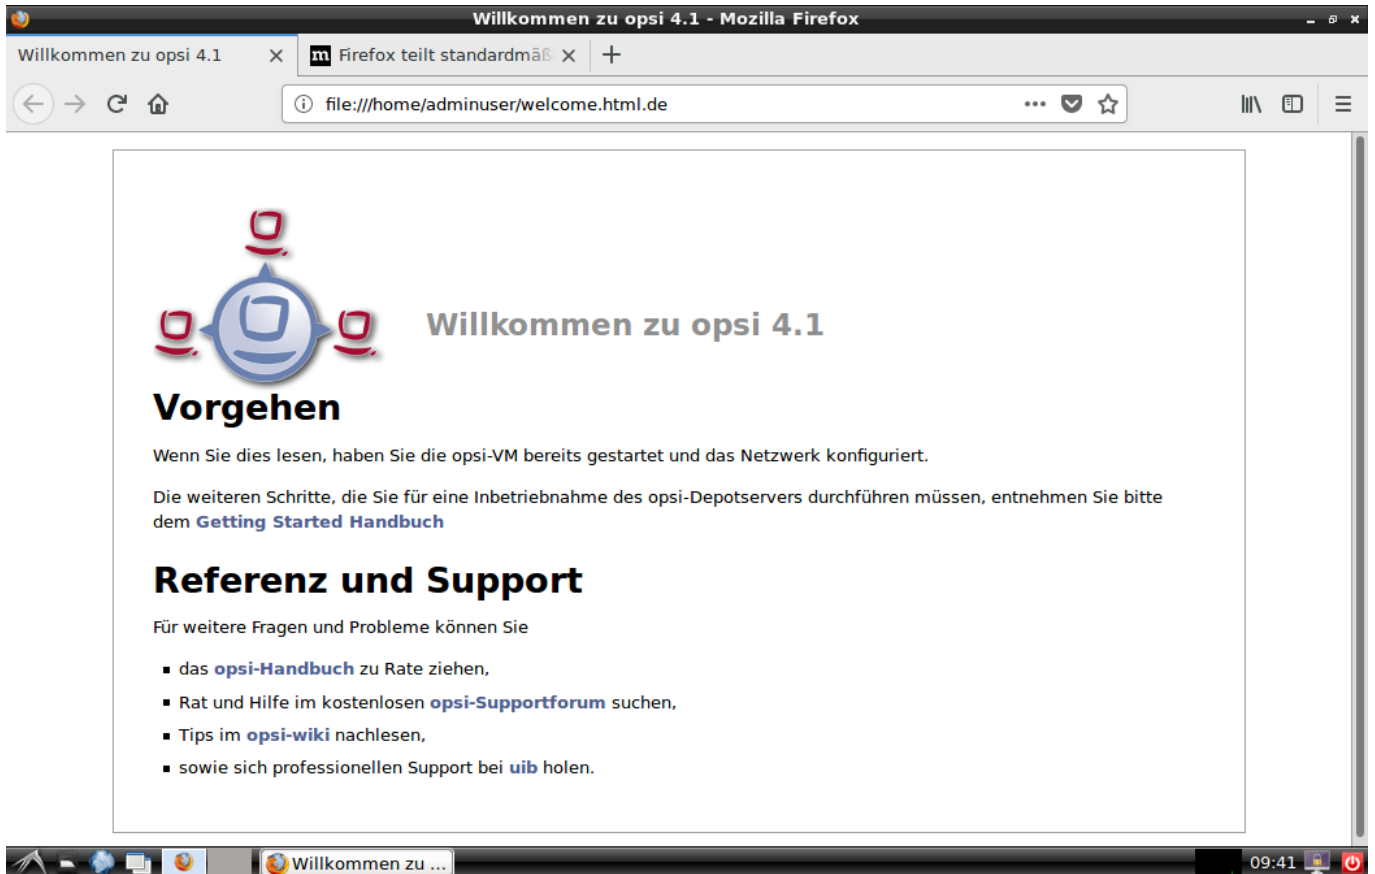 Willkommen zu opsi 4.1 - Mozilla Firefox
Willkommen zu opsi 4.1
m Firefox teilt standardmäß
file:///home/adminuser/welcome.html.de
Willkommen zu opsi 4.1
Vorgehen
Wenn Sie dies lesen, haben Sie die opsi-VM bereits gestartet und das Netzwerk konfiguriert.
Die weiteren Schritte, die Sie für eine Inbetriebnahme des opsi-Depotservers durchführen müssen, entnehmen Sie bitte
dem Getting Started Handbuch
Referenz und Support
Für weitere Fragen und Probleme können Sie
das opsi-Handbuch zu Rate ziehen,
Rat und Hilfe im kostenlosen opsi-Supportforum suchen,
Tips im opsi-wiki nachlesen,
sowie sich professionellen Support bei uib holen.
Willkommen zu ...
09:41